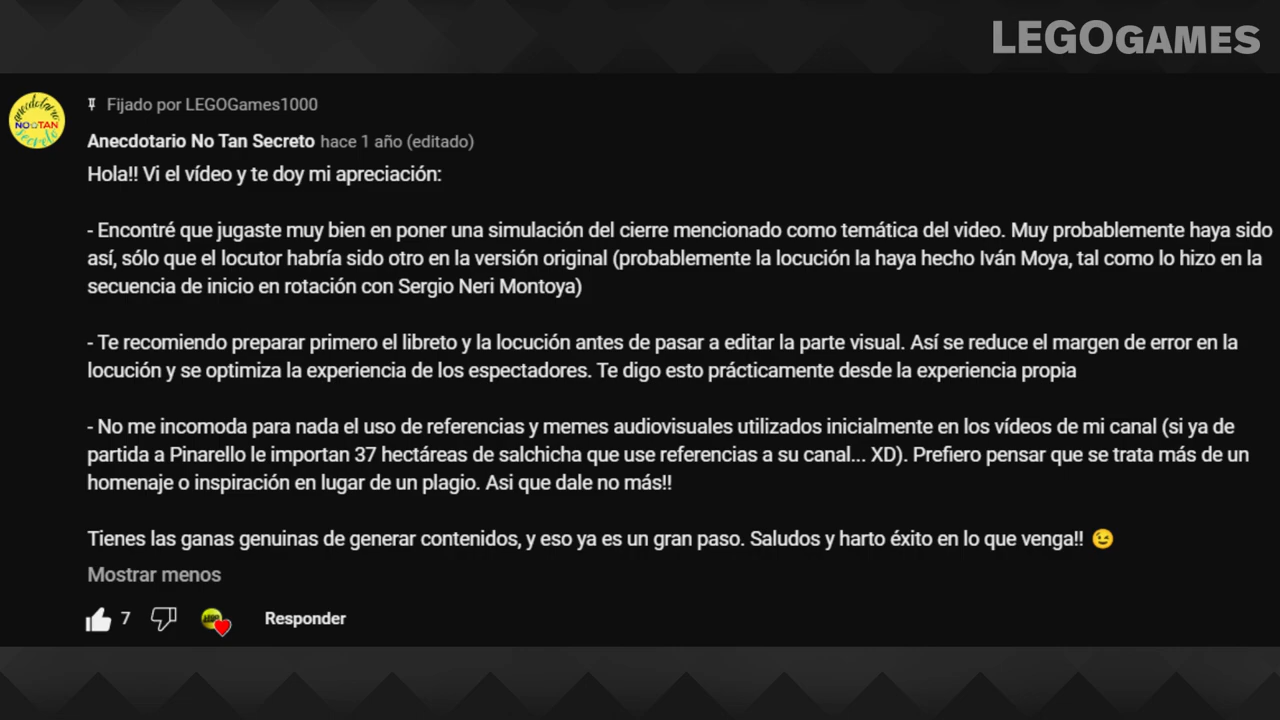 LEGOGAMES
Fijado por LEGOGames1000
anecdotario
NO TAN
secreto
Anecdotario No Tan Secreto hace 1 año (editado)
Hola!! Vi el vídeo y te doy mi apreciación:
- Encontré que jugaste muy bien en poner una simulación del cierre mencionado como temática del video. Muy probablemente haya sido
así, sólo que el locutor habría sido otro en la versión original (probablemente la locución la haya hecho Iván Moya, tal como lo hizo en la
secuencia de inicio en rotación con Sergio Neri Montoya)
- Te recomiendo preparar primero el libreto y la locución antes de pasar a editar la parte visual. Así se reduce el margen de error en la
locución y se optimiza la experiencia de los espectadores. Te digo esto prácticamente desde la experiencia propia
- No me incomoda para nada el uso de referencias y memes audiovisuales utilizados inicialmente en los vídeos de mi canal (si ya de
partida a Pinarello le importan 37 hectáreas de salchicha que use referencias a su canal... XD). Prefiero pensar que se trata más de un
homenaje o inspiración en lugar de un plagio. Asi que dale no más!!
Tienes las ganas genuinas de generar contenidos, y eso ya es un gran paso. Saludos y harto éxito en lo que venga!! 😉
Mostrar menos
7
Responder